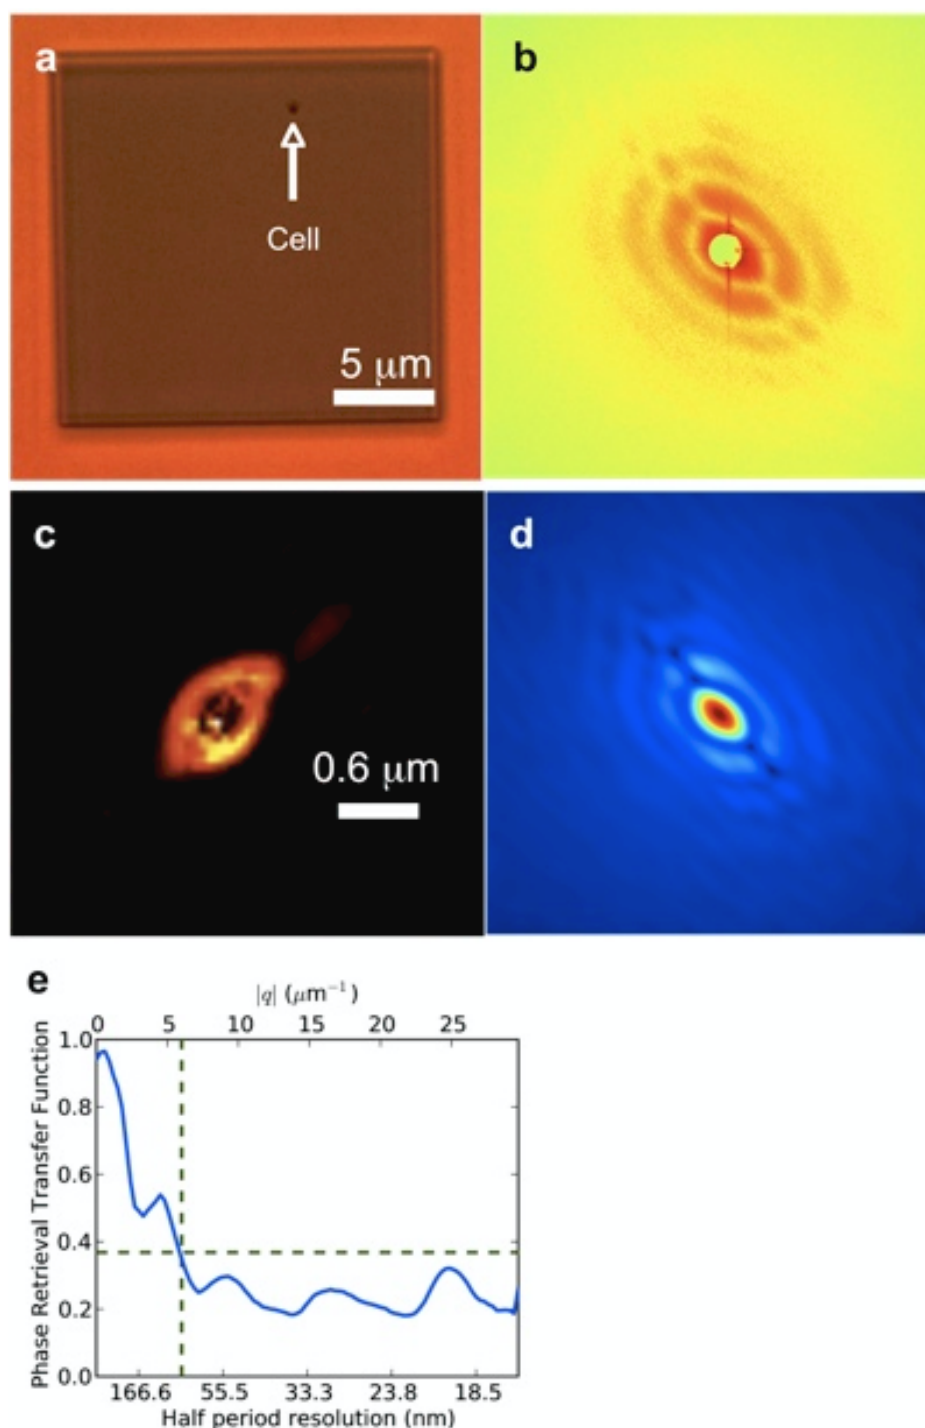 a
b
Cell
5 μm
c
d
0.6 μm
e
|q| (μm⁻¹)
0 5 10 15 20 25
Phase Retrieval Transfer Function
1.0
0.8
0.6
0.4
0.2
0.0
166.6 55.5 33.3 23.8 18.5
Half period resolution (nm)